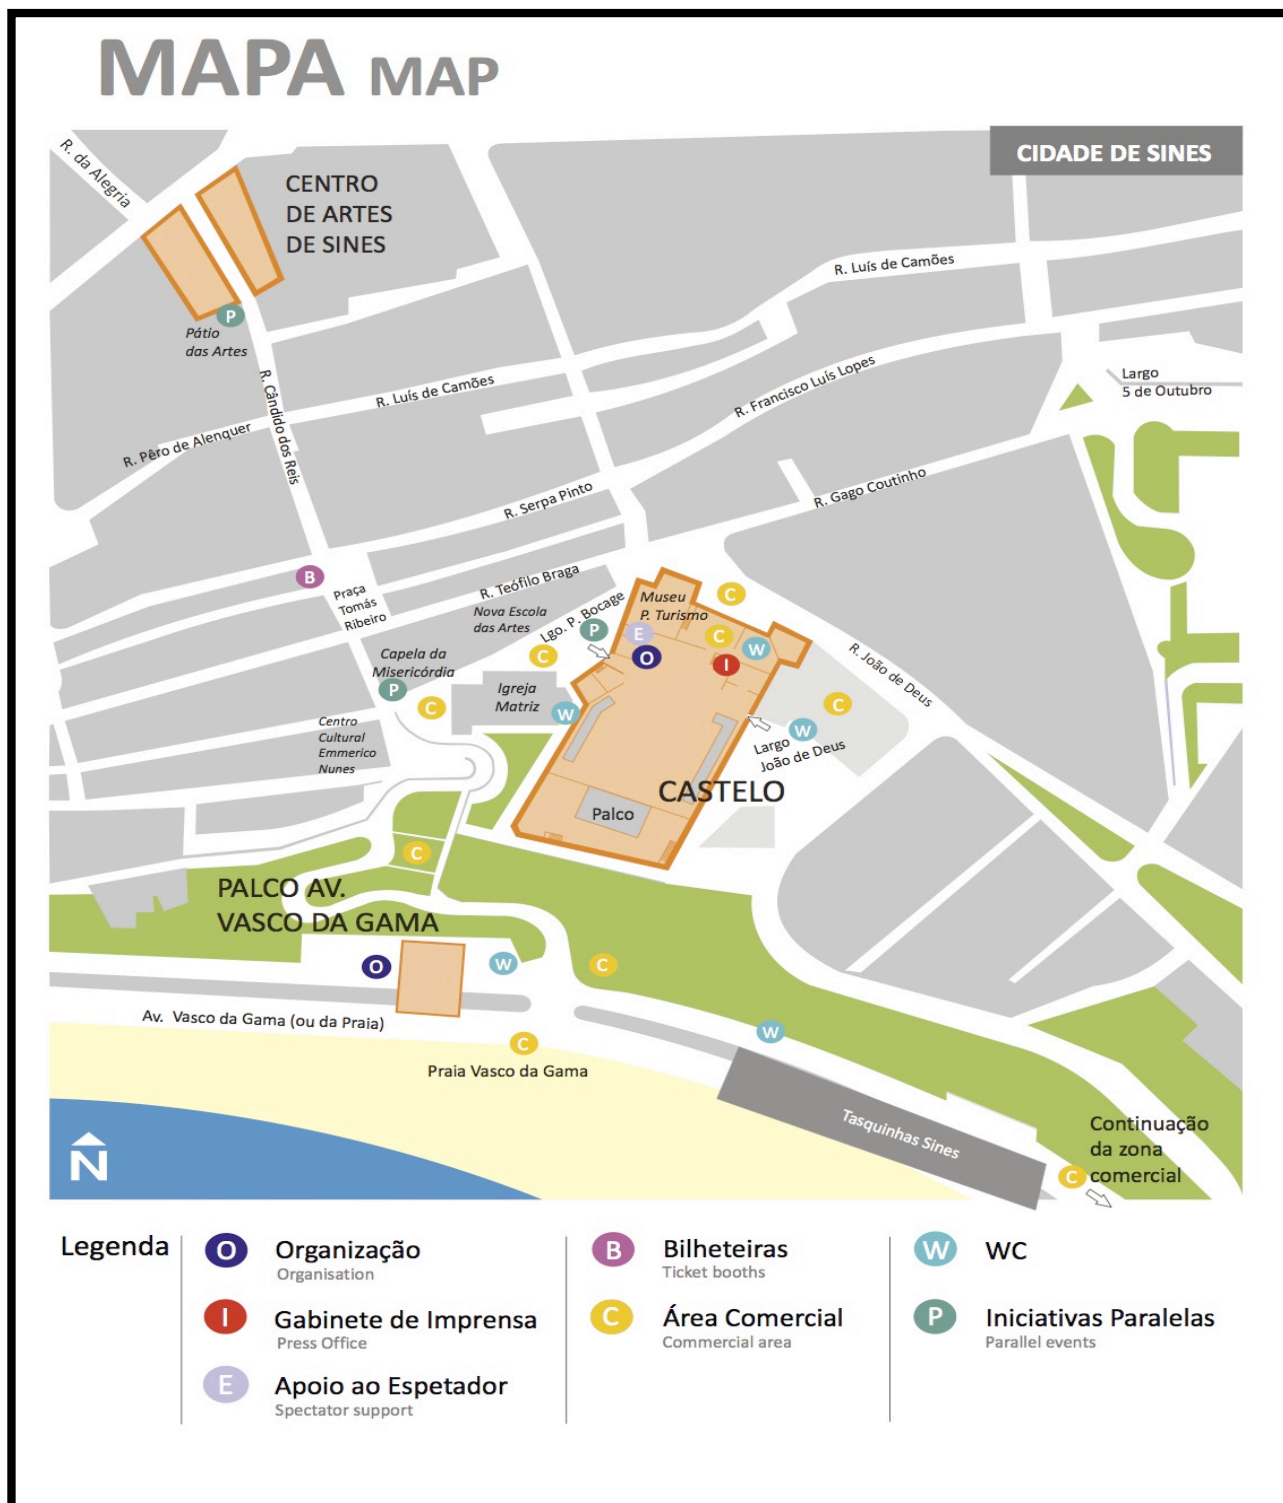 MAPA MAP
CIDADE DE SINES
R. da Alegria
CENTRO
DE ARTES
DE SINES
P
Pátio
das Artes
R. Luís de Camões
R. Cândido dos Reis
R. Luís de Camões
R. Francisco Luís Lopes
Largo
5 de Outubro
R. Pêro de Alenquer
R. Serpa Pinto
R. Gago Coutinho
B
Praça
Tomás
Ribeiro
R. Teófilo Braga
Nova Escola
das Artes
Lgo. P. Bocage
P
Museu
P. Turismo
C
E
C
W
O
I
C
R. João de Deus
Capela da
Misericórdia
P
C
Igreja
Matriz
W
C
W
Largo
João de Deus
Centro
Cultural
Emmerico
Nunes
CASTELO
Palco
C
PALCO AV.
VASCO DA GAMA
O
W
C
Av. Vasco da Gama (ou da Praia)
W
C
Praia Vasco da Gama
Tasquinhas Sines
Continuação
da zona
comercial
C
N
Legenda
O Organização
Organisation
I Gabinete de Imprensa
Press Office
E Apoio ao Espetador
Spectator support
B Bilheteiras
Ticket booths
C Área Comercial
Commercial area
W WC
P Iniciativas Paralelas
Parallel events